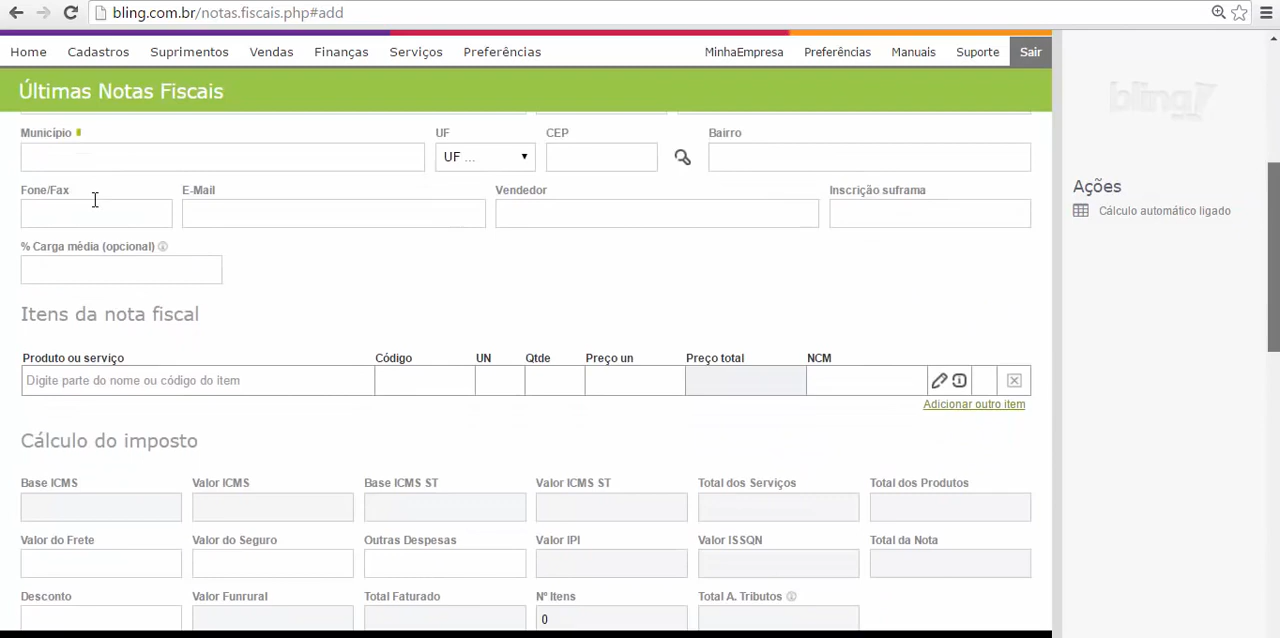 bling.com.br/notas.fiscais.php#add
Home Cadastros Suprimentos Vendas Finanças Serviços Preferências MinhaEmpresa Preferências Manuais Suporte Sair
Últimas Notas Fiscais
bling!
Município UF CEP Bairro
UF ...
Fone/Fax E-Mail Vendedor Inscrição suframa
% Carga média (opcional)
Ações
Cálculo automático ligado
Itens da nota fiscal
Produto ou serviço Código UN Qtde Preço un Preço total NCM
Digite parte do nome ou código do item
Adicionar outro item
Cálculo do imposto
Base ICMS Valor ICMS Base ICMS ST Valor ICMS ST Total dos Serviços Total dos Produtos
Valor do Frete Valor do Seguro Outras Despesas Valor IPI Valor ISSQN Total da Nota
Desconto Valor Funrural Total Faturado Nº Itens Total A. Tributos
0